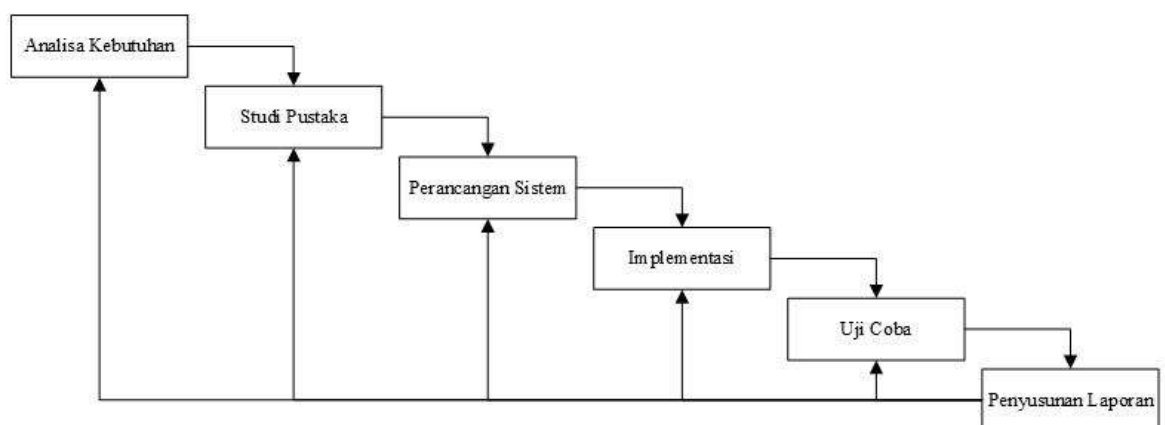 Analisa Kebutuhan
Studi Pustaka
Perancangan Sistem
Implementasi
Uji Coba
Penyusunan Laporan